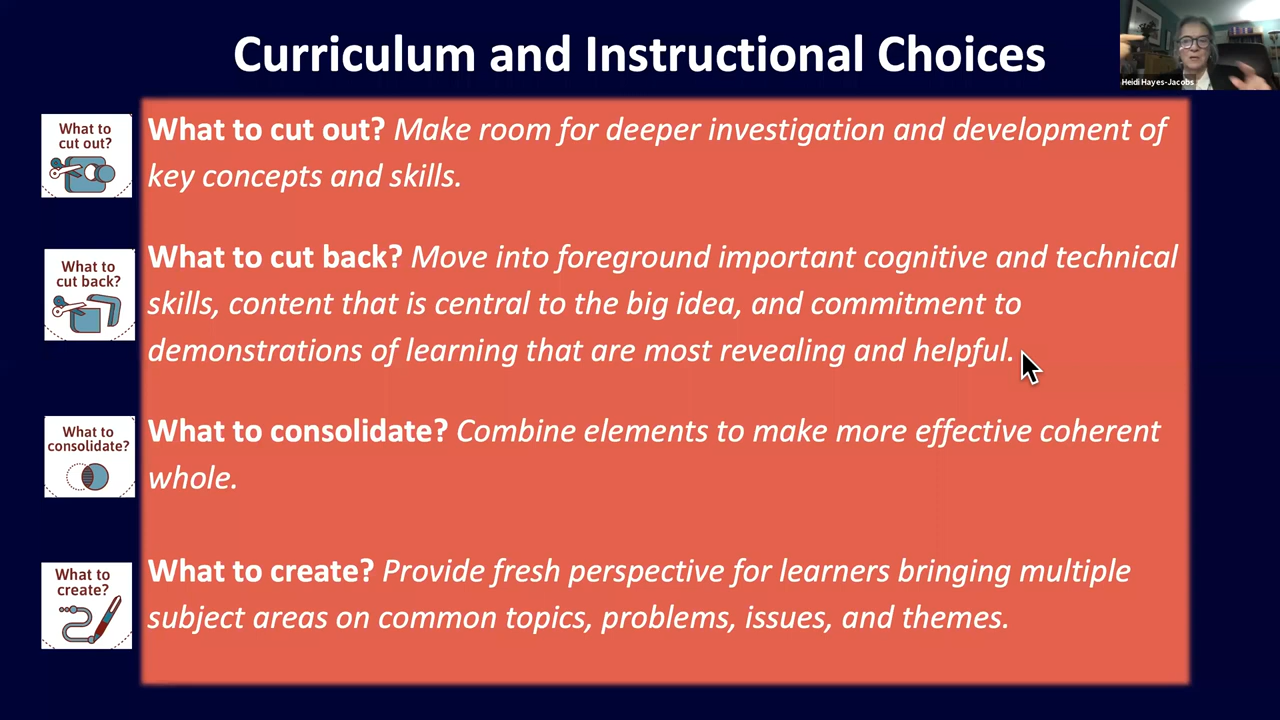 Curriculum and Instructional Choices
Heidi Hayes-Jacobs
What to
cut out?
What to cut out? Make room for deeper investigation and development of
key concepts and skills.
What to
cut back?
What to cut back? Move into foreground important cognitive and technical
skills, content that is central to the big idea, and commitment to
demonstrations of learning that are most revealing and helpful.
What to
consolidate?
What to consolidate? Combine elements to make more effective coherent
whole.
What to
create?
What to create? Provide fresh perspective for learners bringing multiple
subject areas on common topics, problems, issues, and themes.